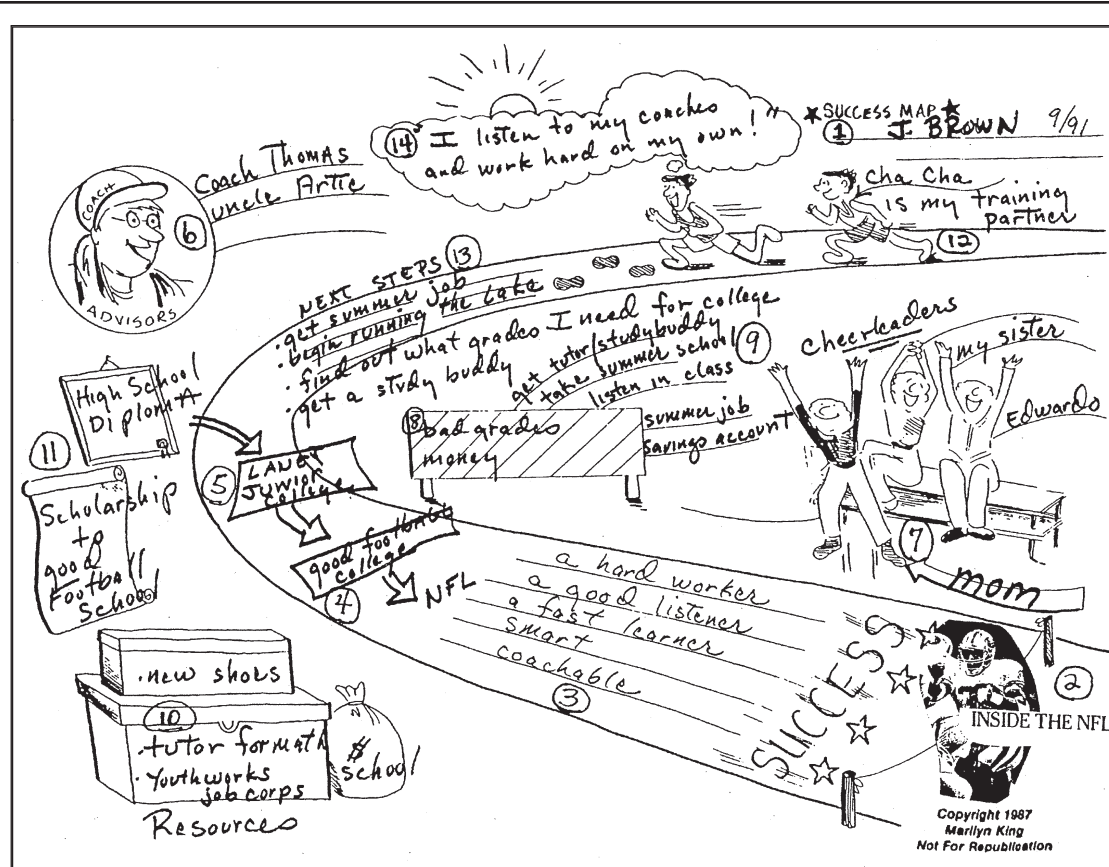 ★SUCCESS MAP★
1 J. BROWN 9/91
14 "I listen to my coaches
and work hard on my own!"
Coach Thomas
uncle Artie
COACH
6
ADVISORS
Cha Cha
is my training
partner
12
NEXT STEPS 13
· get summer job
· begin running the Lake
· find out what grades I need for college
· get a study buddy
get tutor/studybuddy
take summer school
listen in class
9
summer job
savings account
8 bad grades
money
cheerleaders
my sister
Edwardo
7
mom
High School
DiplomA
11
Scholarship
to
good
Football
School
5
LANEY
JUNIOR
College
good football
college
4
NFL
a hard worker
a good listener
a fast learner
smart
coachable
3
SUCCESS
2
INSIDE THE NFL
· new shoes
10
· tutor for math
· Youthworks
job corps
$
school
Resources
Copyright 1987
Marilyn King
Not For Republication